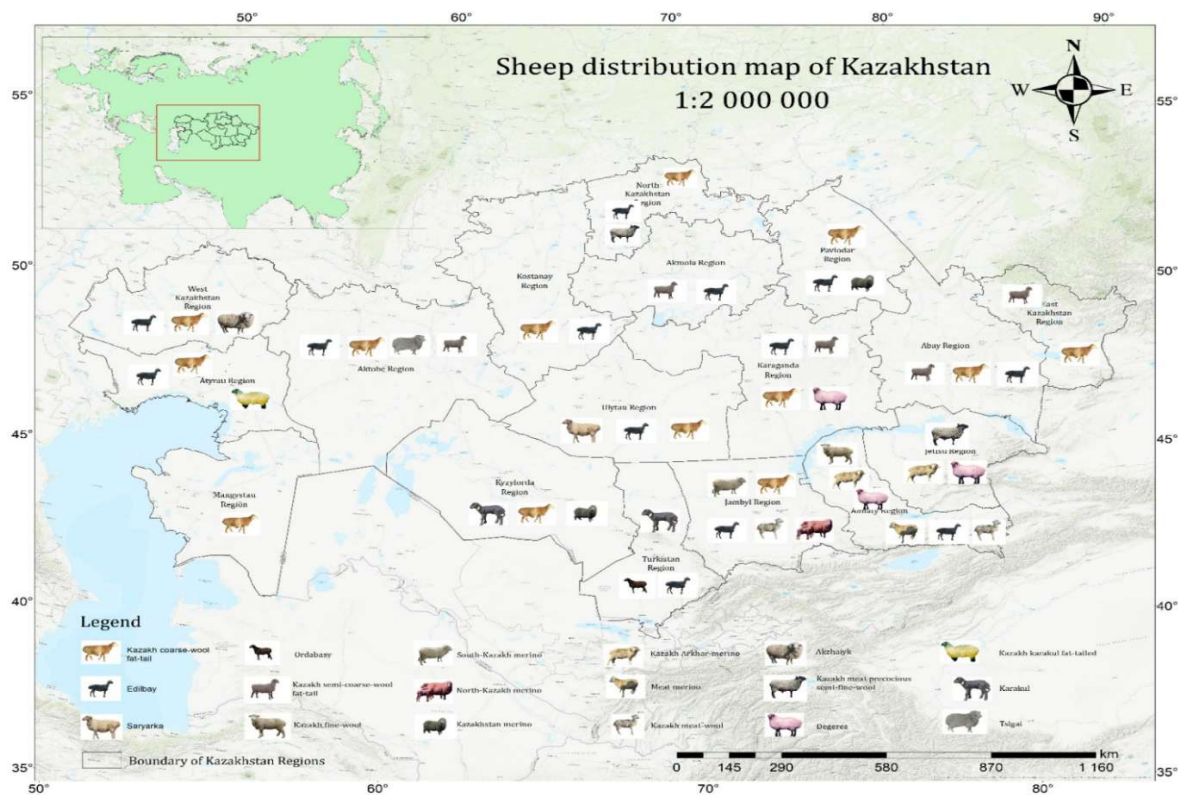 50°
60°
70°
80°
90°
Sheep distribution map of Kazakhstan
1:2 000 000
N
W
E
S
55°
55°
50°
50°
45°
45°
40°
40°
35°
35°
North
Kazakhstan
Region
Pavlodar
Region
Akmola Region
Kostanay
Region
West
Kazakhstan
Region
East
Kazakhstan
Region
Aktobe Region
Abay Region
Karaganda
Region
Atyrau Region
Ulytau Region
Jetisu Region
Mangystau
Region
Kyzylorda
Region
Jambyl Region
Almaty Region
Turkistan
Region
Legend
Kazakh coarse-wool
fat-tail
Edilbay
Saryarka
Ordabasy
Kazakh semi-coarse-wool
fat-tail
Kazakh fine-wool
South-Kazakh merino
North-Kazakh merino
Kazakhstan merino
Kazakh Arkhar-merino
Meat merino
Kazakh meat-wool
Akzhaiyk
Kazakh meat precocious
semi-fine-wool
Degeres
Kazakh karakul fat-tailed
Karakul
Tsigai
Boundary of Kazakhstan Regions
km
0 145 290 580 870 1 160
50°
60°
70°
80°